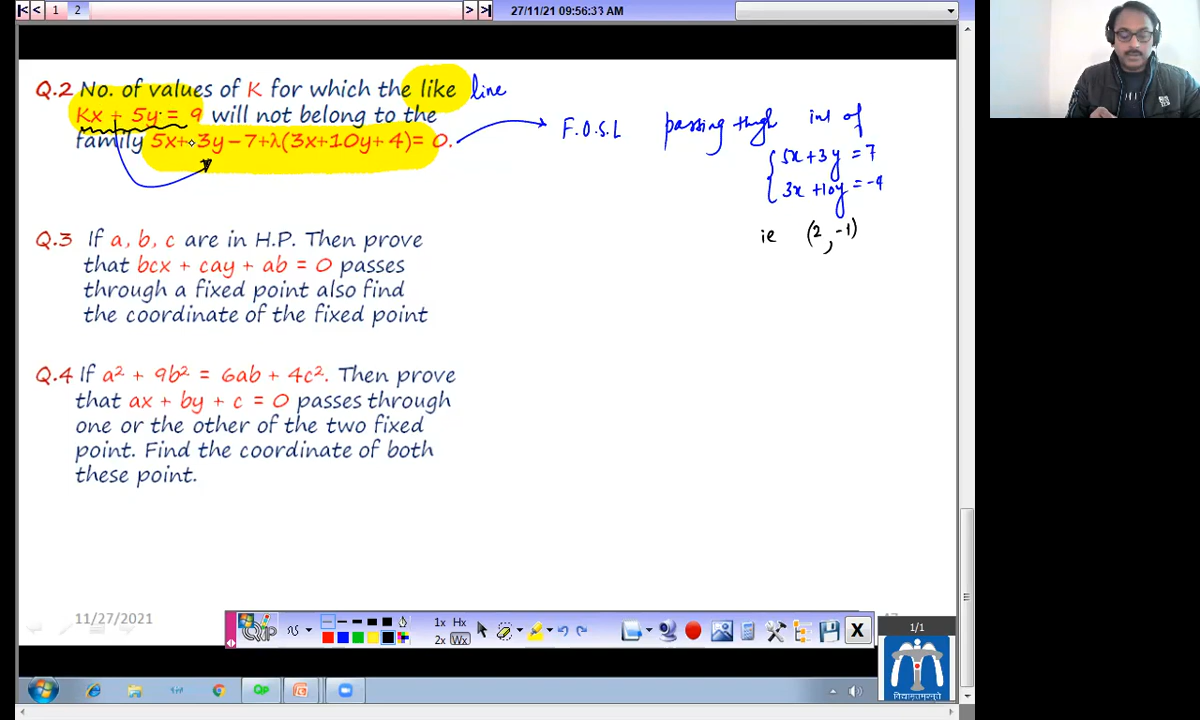 1 2
27/11/21 09:56:33 AM
Q.2 No. of values of K for which the like line
Kx + 5y = 9 will not belong to the
family 5x+3y-7+λ(3x+10y+4)= 0.
F.O.S.L passing through int of
5x+3y = 7
3x+10y = -4
ie (2, -1)
Q.3 If a, b, c are in H.P. Then prove
that bcx + cay + ab = 0 passes
through a fixed point also find
the coordinate of the fixed point
Q.4 If a² + 9b² = 6ab + 4c². Then prove
that ax + by + c = 0 passes through
one or the other of the two fixed
point. Find the coordinate of both
these point.
11/27/2021
1x Hx
2x Wx
1/1